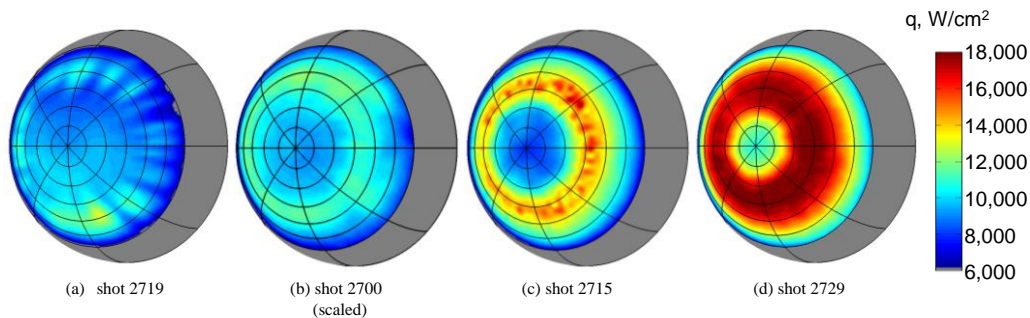 q, W/cm²
18,000
16,000
14,000
12,000
10,000
8,000
6,000
(a) shot 2719
(b) shot 2700
(scaled)
(c) shot 2715
(d) shot 2729